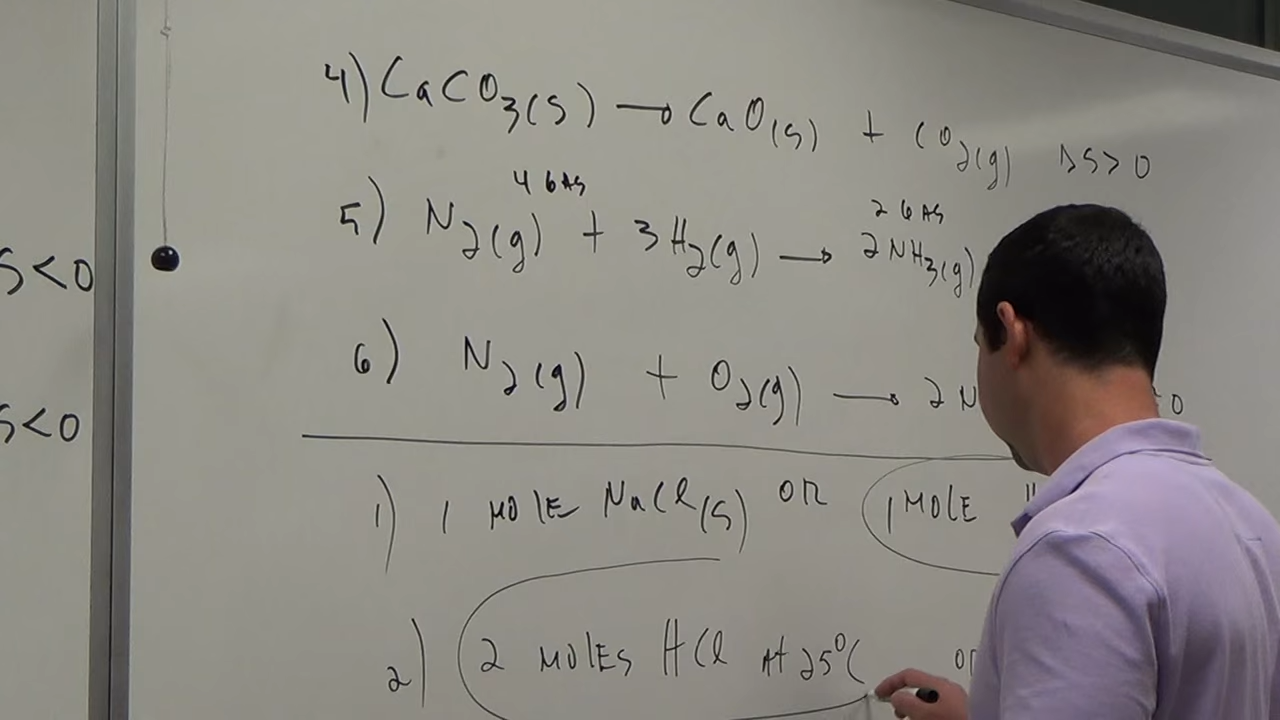 S<0
S<0
4) CaCO₃(s) → CaO(s) + CO₂(g) ΔS>0
4 GAS 2 GAS
5) N₂(g) + 3H₂(g) → 2NH₃(g)
6) N₂(g) + O₂(g) → 2N 0
1) 1 MOLE NaCl(s) OR 1 MOLE
2) 2 MOLES HCl At 25°C OR